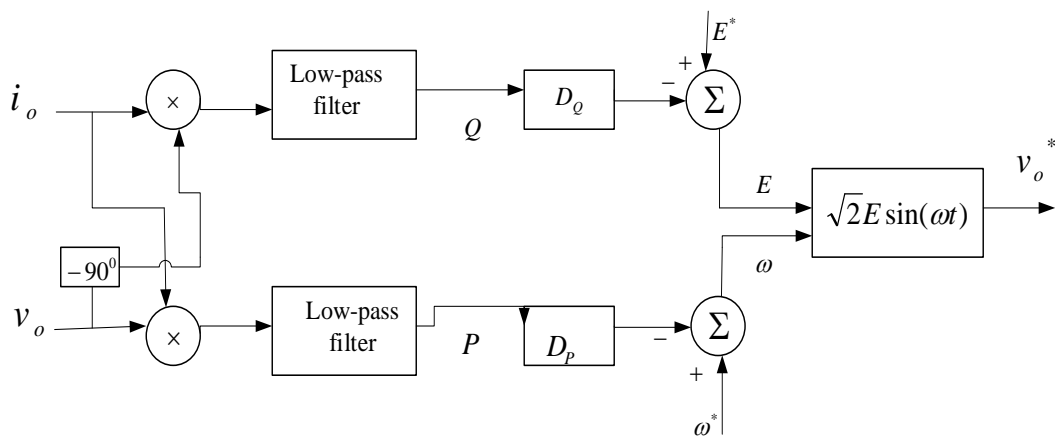 E*
+
Low-pass
filter
i_o
×
−
D_Q
Σ
Q
v_o*
E
√2E sin(ωt)
−90⁰
ω
Low-pass
filter
v_o
×
P
D_P
−
Σ
+
ω*